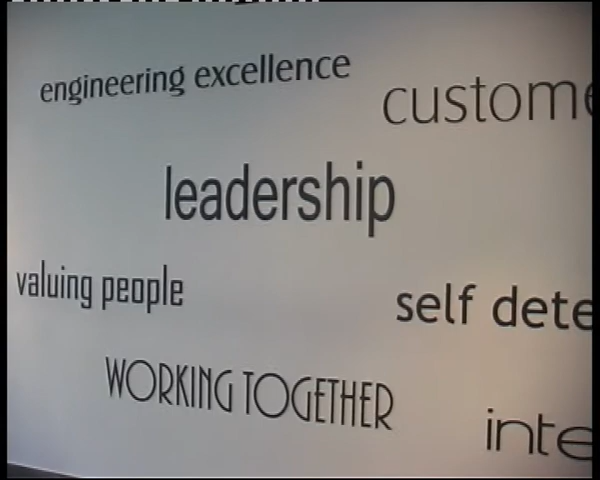 engineering excellence
custome
leadership
valuing people
self dete
WORKING TOGETHER
inte